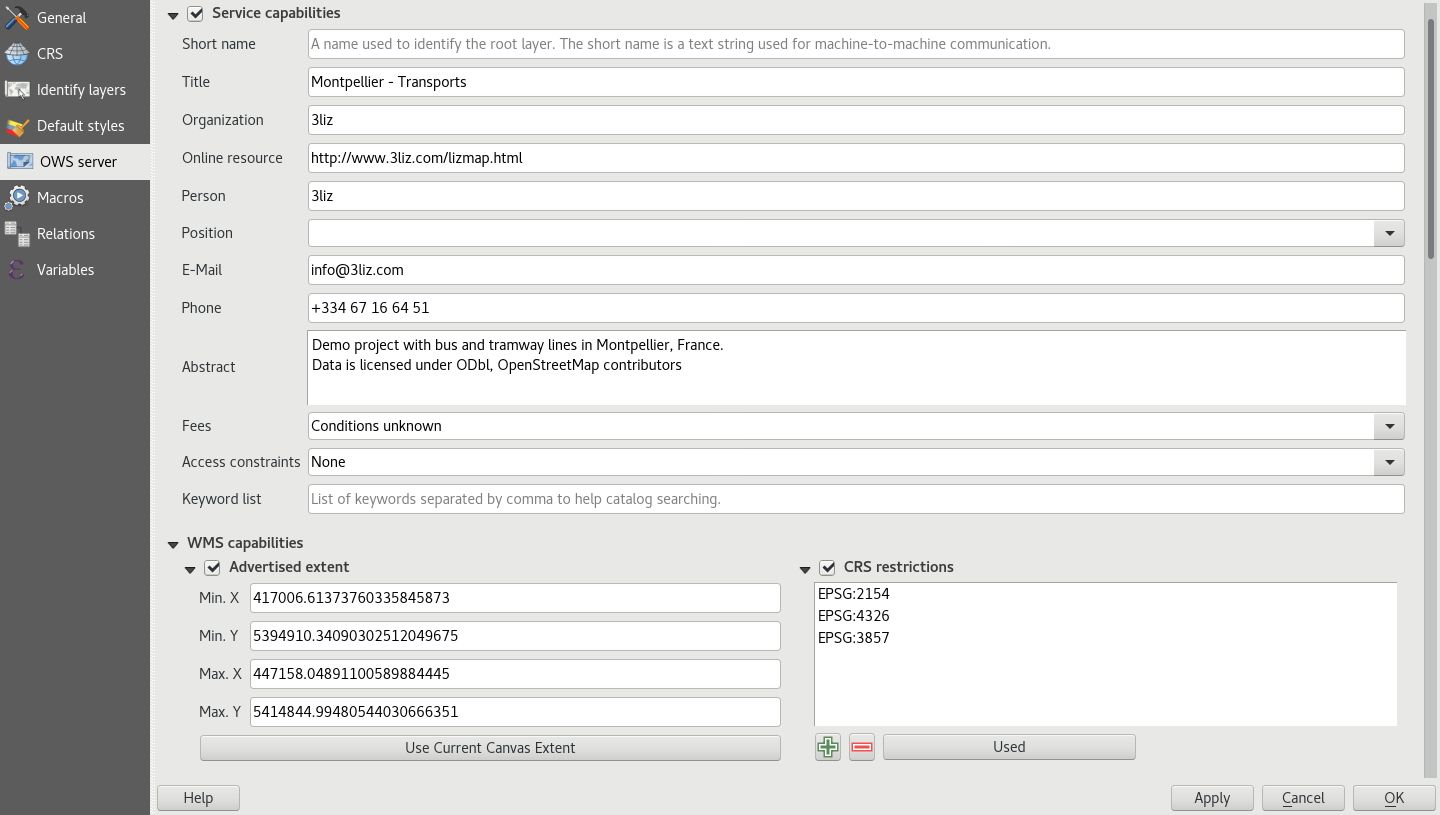 General
CRS
Identify layers
Default styles
OWS server
Macros
Relations
Variables
Service capabilities
Short name A name used to identify the root layer. The short name is a text string used for machine-to-machine communication.
Title Montpellier - Transports
Organization 3liz
Online resource http://www.3liz.com/lizmap.html
Person 3liz
Position
E-Mail info@3liz.com
Phone +334 67 16 64 51
Abstract
Demo project with bus and tramway lines in Montpellier, France.
Data is licensed under ODbl, OpenStreetMap contributors
Fees Conditions unknown
Access constraints None
Keyword list List of keywords separated by comma to help catalog searching.
WMS capabilities
Advertised extent
Min. X 417006.61373760335845873
Min. Y 5394910.34090302512049675
Max. X 447158.04891100589884445
Max. Y 5414844.99480544030666351
Use Current Canvas Extent
CRS restrictions
EPSG:2154
EPSG:4326
EPSG:3857
Used
Help
Apply
Cancel
OK